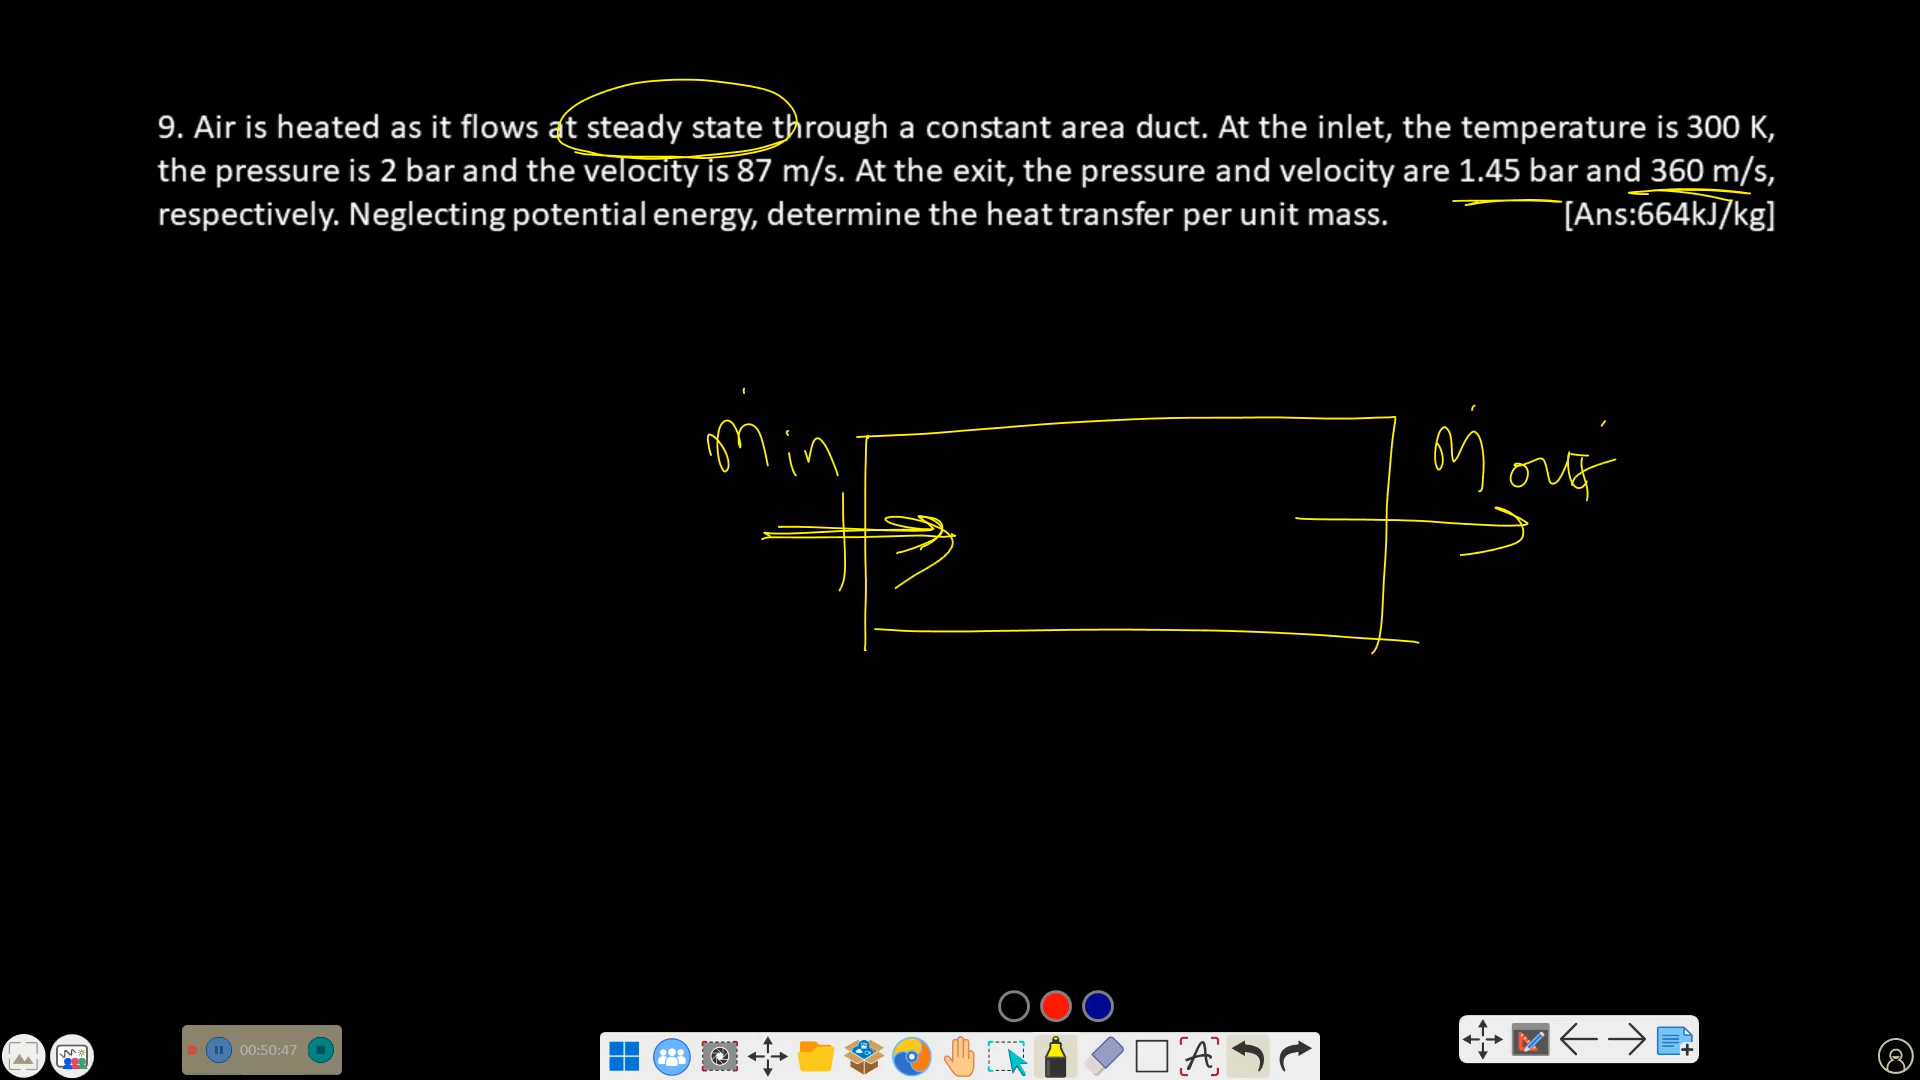 9. Air is heated as it flows at steady state through a constant area duct. At the inlet, the temperature is 300 K,
the pressure is 2 bar and the velocity is 87 m/s. At the exit, the pressure and velocity are 1.45 bar and 360 m/s,
respectively. Neglecting potential energy, determine the heat transfer per unit mass. [Ans:664kJ/kg]
ṁ in ṁ out
00:50:47